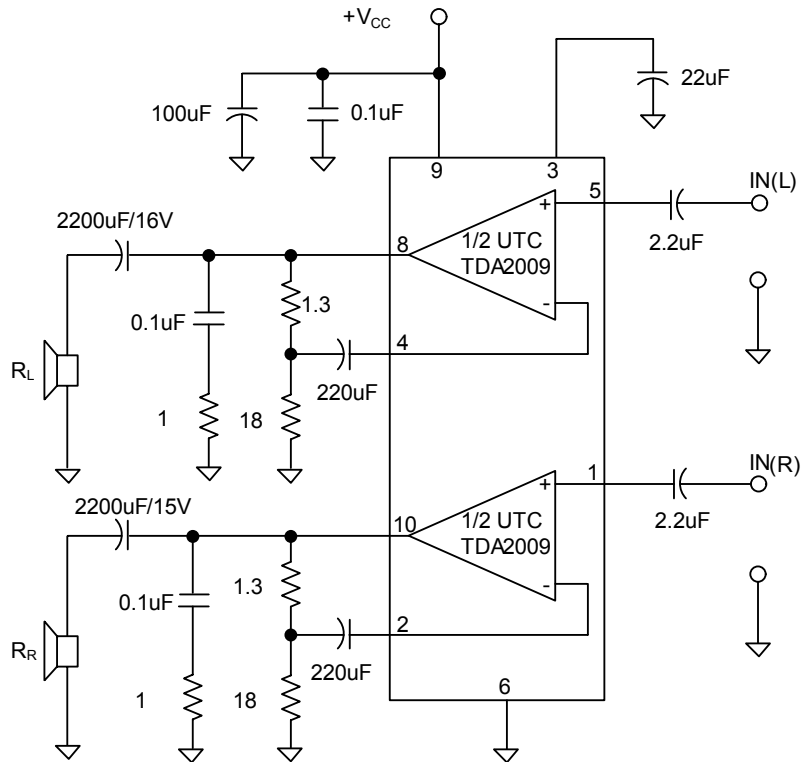 +VCC
100uF
0.1uF
22uF
9
3
5
IN(L)
2200uF/16V
8
+
1/2 UTC
TDA2009
2.2uF
0.1uF
1.3
-
4
RL
220uF
1
18
1
IN(R)
2200uF/15V
10
+
1/2 UTC
TDA2009
2.2uF
0.1uF
1.3
-
2
RR
220uF
1
18
6